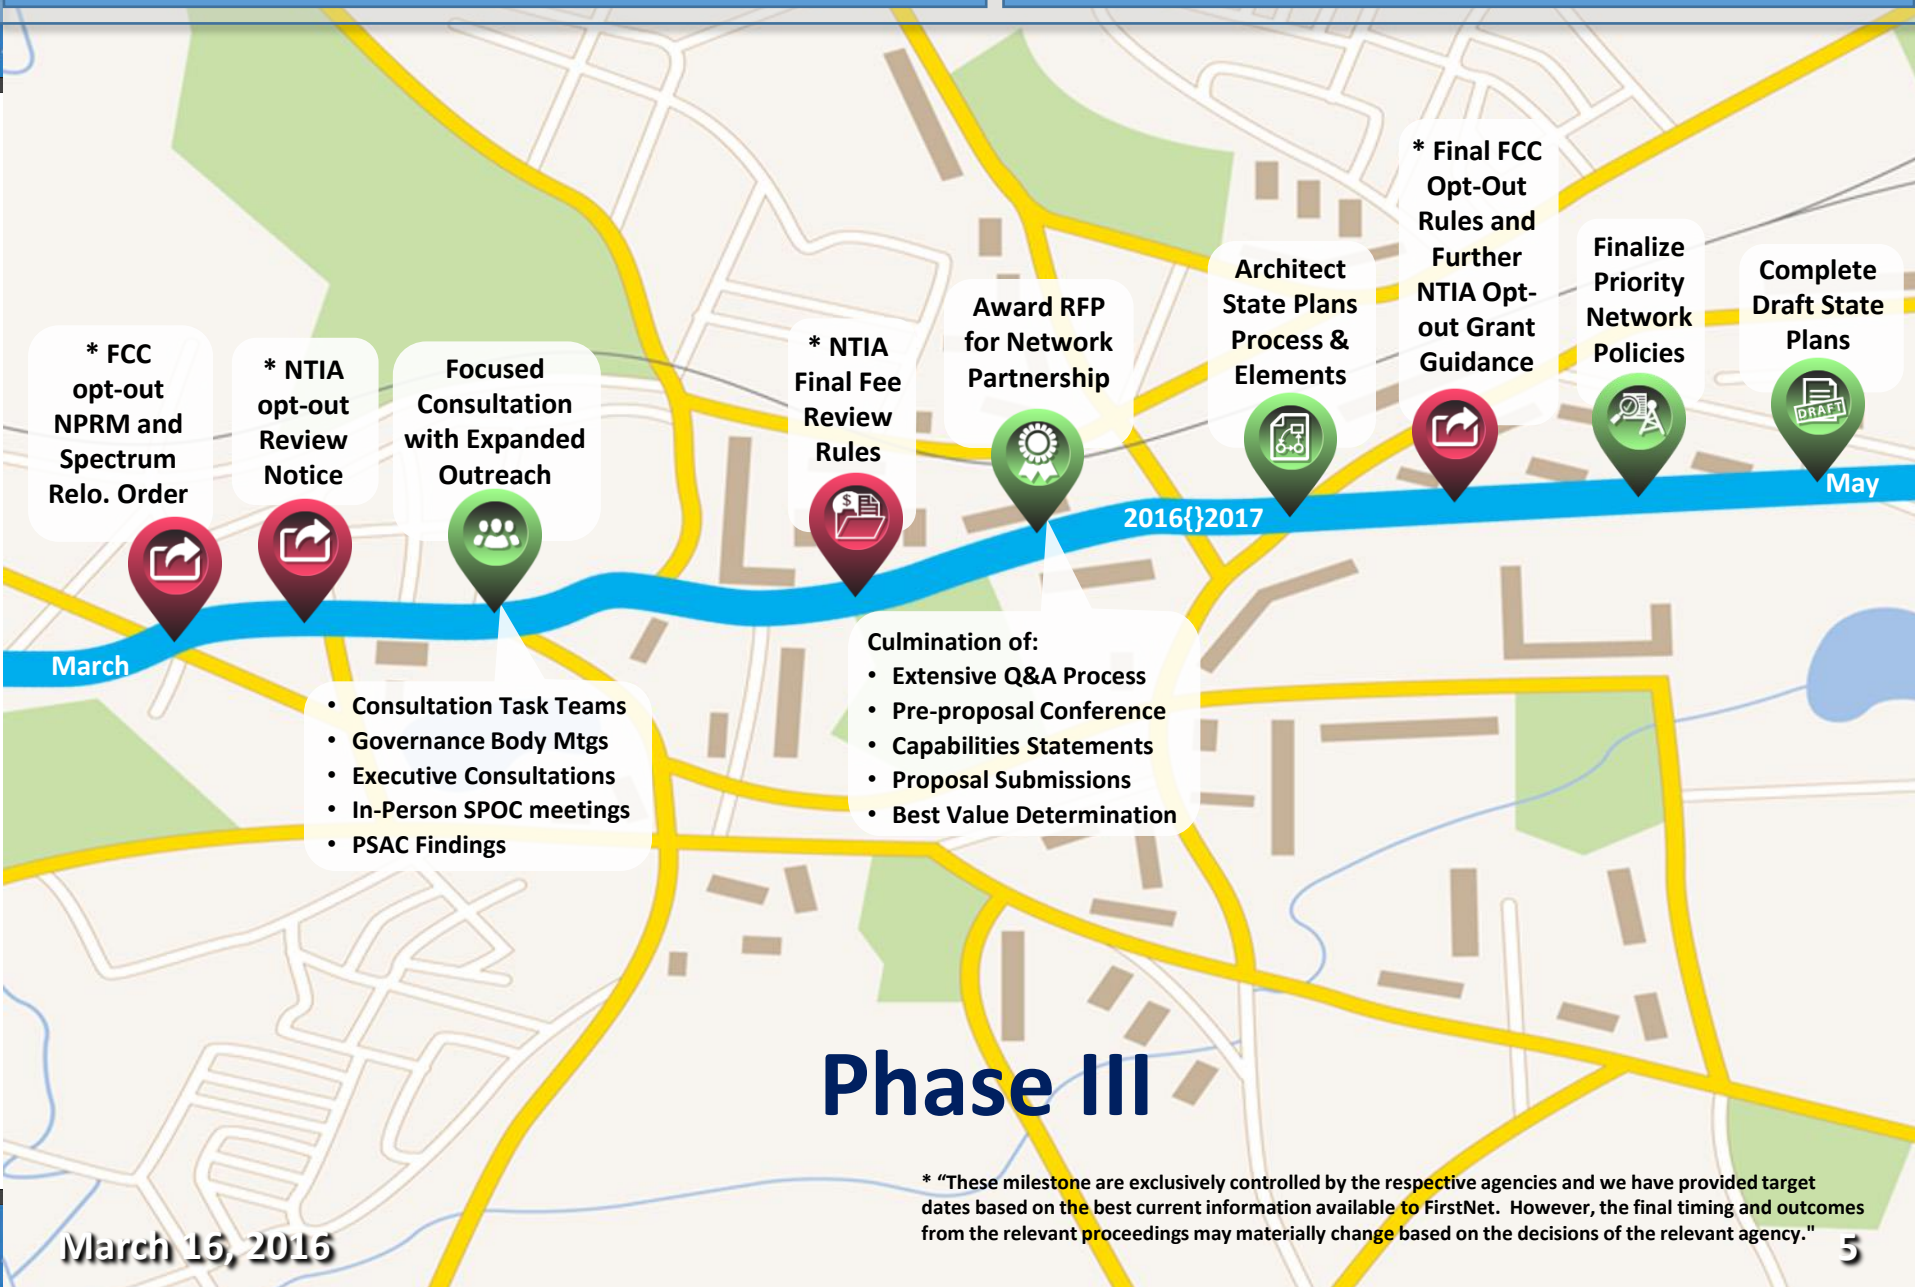 * FCC
opt-out
NPRM and
Spectrum
Relo. Order
* NTIA
opt-out
Review
Notice
Focused
Consultation
with Expanded
Outreach
* NTIA
Final Fee
Review
Rules
Award RFP
for Network
Partnership
Architect
State Plans
Process &
Elements
* Final FCC
Opt-Out
Rules and
Further
NTIA Opt-
out Grant
Guidance
Finalize
Priority
Network
Policies
Complete
Draft State
Plans
$
DRAFT
March
2016{}2017
May
• Consultation Task Teams
• Governance Body Mtgs
• Executive Consultations
• In-Person SPOC meetings
• PSAC Findings
Culmination of:
• Extensive Q&A Process
• Pre-proposal Conference
• Capabilities Statements
• Proposal Submissions
• Best Value Determination
Phase III
* “These milestone are exclusively controlled by the respective agencies and we have provided target
dates based on the best current information available to FirstNet. However, the final timing and outcomes
from the relevant proceedings may materially change based on the decisions of the relevant agency."
March 16, 2016
5